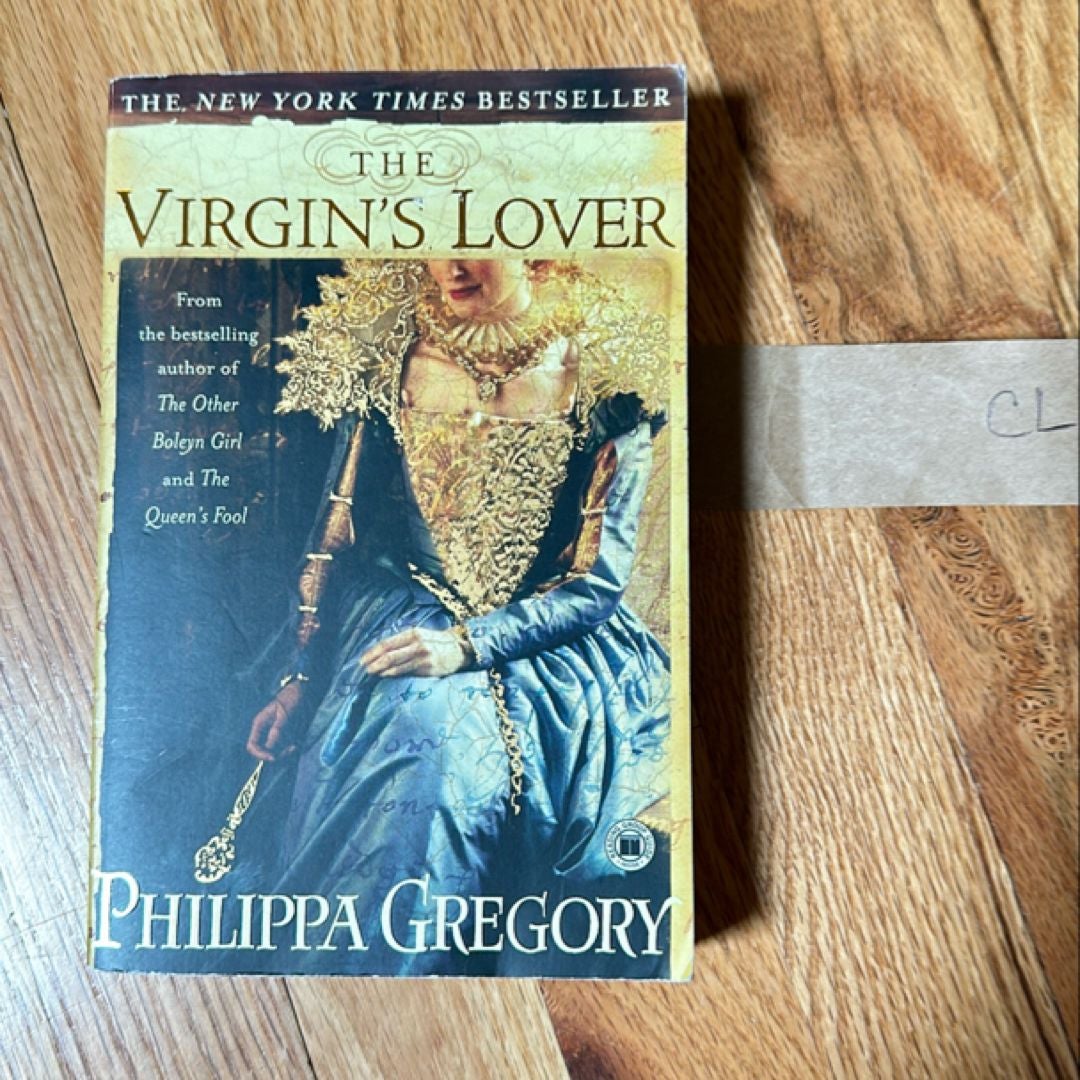 THE NEW YORK TIMES BESTSELLER
THE
VIRGIN'S LOVER
From
the bestselling
author of
The Other
Boleyn Girl
and The
Queen's Fool
CL
PHILIPPA GREGORY